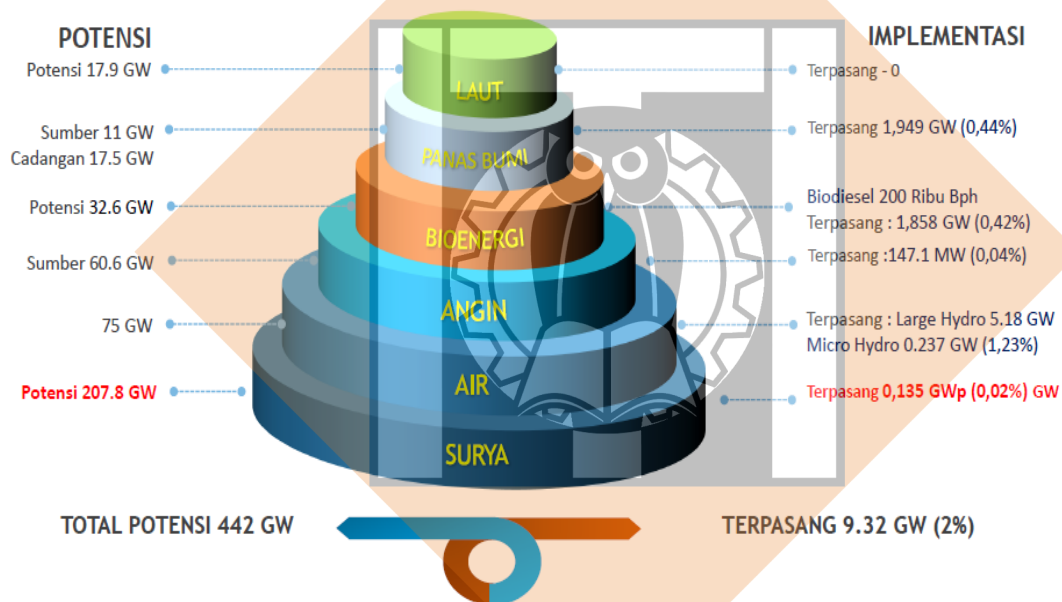 POTENSI
Potensi 17.9 GW
Sumber 11 GW
Cadangan 17.5 GW
Potensi 32.6 GW
Sumber 60.6 GW
75 GW
Potensi 207.8 GW
LAUT
PANAS BUMI
BIOENERGI
ANGIN
AIR
SURYA
IMPLEMENTASI
Terpasang - 0
Terpasang 1,949 GW (0,44%)
Biodiesel 200 Ribu Bph
Terpasang : 1,858 GW (0,42%)
Terpasang :147.1 MW (0,04%)
Terpasang : Large Hydro 5.18 GW
Micro Hydro 0.237 GW (1,23%)
Terpasang 0,135 GWp (0,02%) GW
TOTAL POTENSI 442 GW
TERPASANG 9.32 GW (2%)